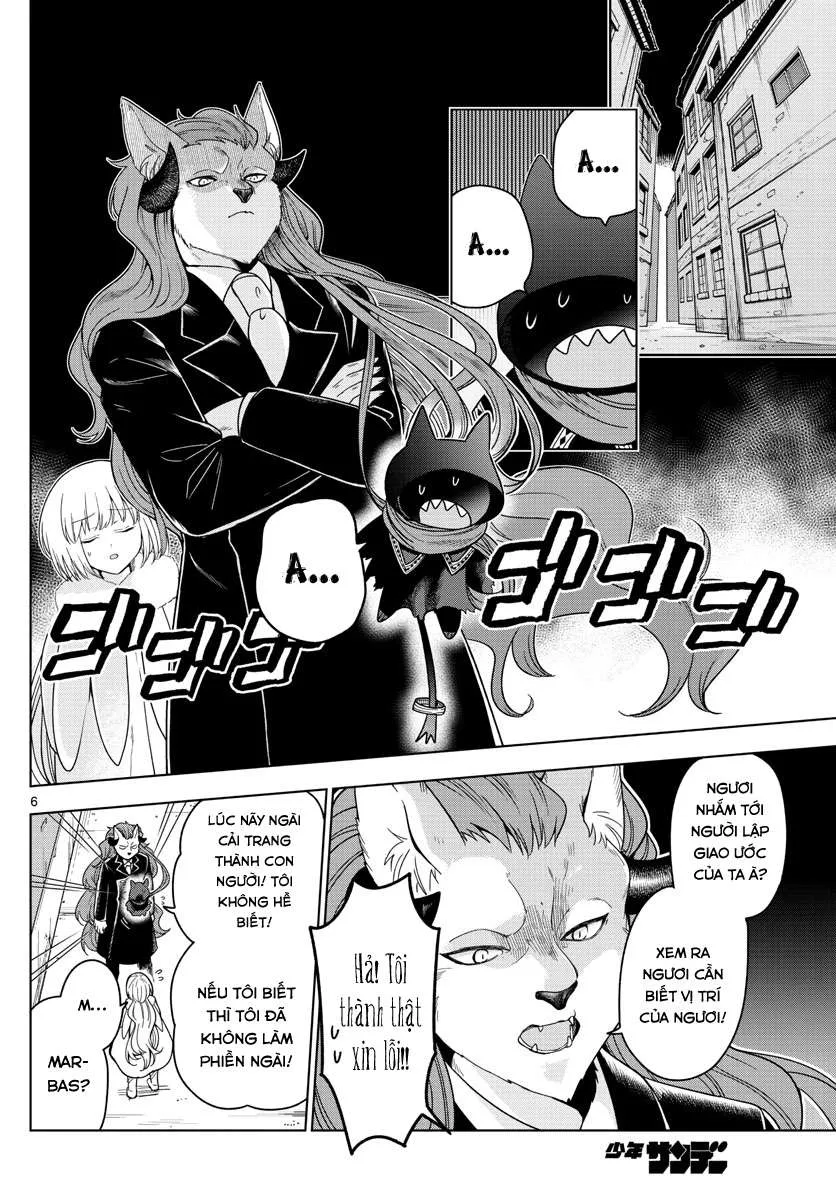 A...
A...
A...
ゴゴゴ
ゴゴゴ
NGƯƠI
NHẮM TỚI
NGƯỜI LẬP
GIAO ƯỚC
CỦA TA À?
XEM RA
NGƯƠI CẦN
BIẾT VỊ TRÍ
CỦA NGƯƠI!
Hả! Tôi
thành thật
xin lỗi!!
LÚC NÃY NGÀI
CẢI TRANG
THÀNH CON
NGƯỜI! TÔI
KHÔNG HỀ
BIẾT!
NẾU TÔI BIẾT
THÌ TÔI ĐÃ
KHÔNG LÀM
PHIỀN NGÀI!
M...
MAR-
BAS?
6
少年サンデー